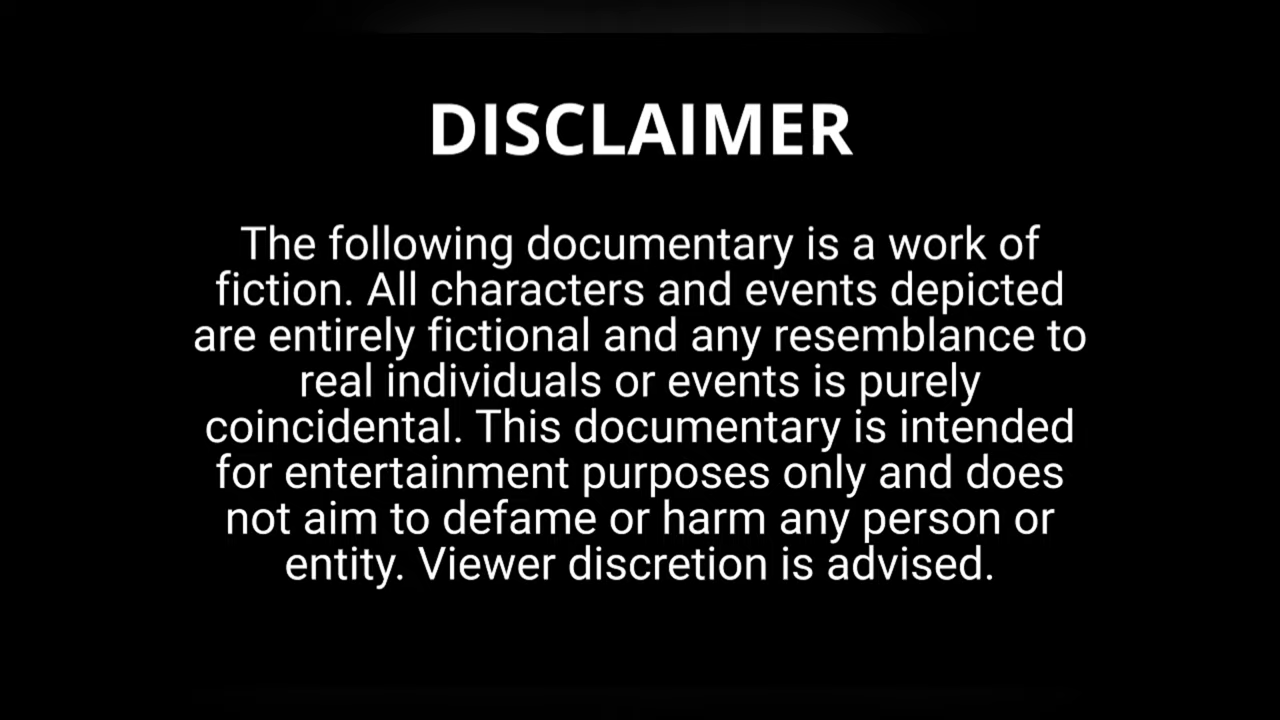 DISCLAIMER
The following documentary is a work of
fiction. All characters and events depicted
are entirely fictional and any resemblance to
real individuals or events is purely
coincidental. This documentary is intended
for entertainment purposes only and does
not aim to defame or harm any person or
entity. Viewer discretion is advised.